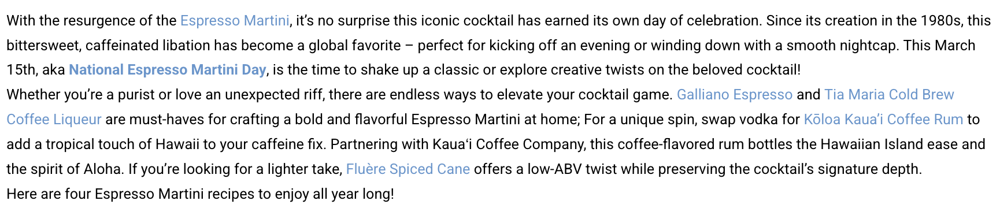 With the resurgence of the Espresso Martini, it’s no surprise this iconic cocktail has earned its own day of celebration. Since its creation in the 1980s, this
bittersweet, caffeinated libation has become a global favorite – perfect for kicking off an evening or winding down with a smooth nightcap. This March
15th, aka National Espresso Martini Day, is the time to shake up a classic or explore creative twists on the beloved cocktail!
Whether you’re a purist or love an unexpected riff, there are endless ways to elevate your cocktail game. Galliano Espresso and Tia Maria Cold Brew
Coffee Liqueur are must-haves for crafting a bold and flavorful Espresso Martini at home; For a unique spin, swap vodka for Kōloa Kaua’i Coffee Rum to
add a tropical touch of Hawaii to your caffeine fix. Partnering with Kauaʻi Coffee Company, this coffee-flavored rum bottles the Hawaiian Island ease and
the spirit of Aloha. If you’re looking for a lighter take, Fluère Spiced Cane offers a low-ABV twist while preserving the cocktail’s signature depth.
Here are four Espresso Martini recipes to enjoy all year long!